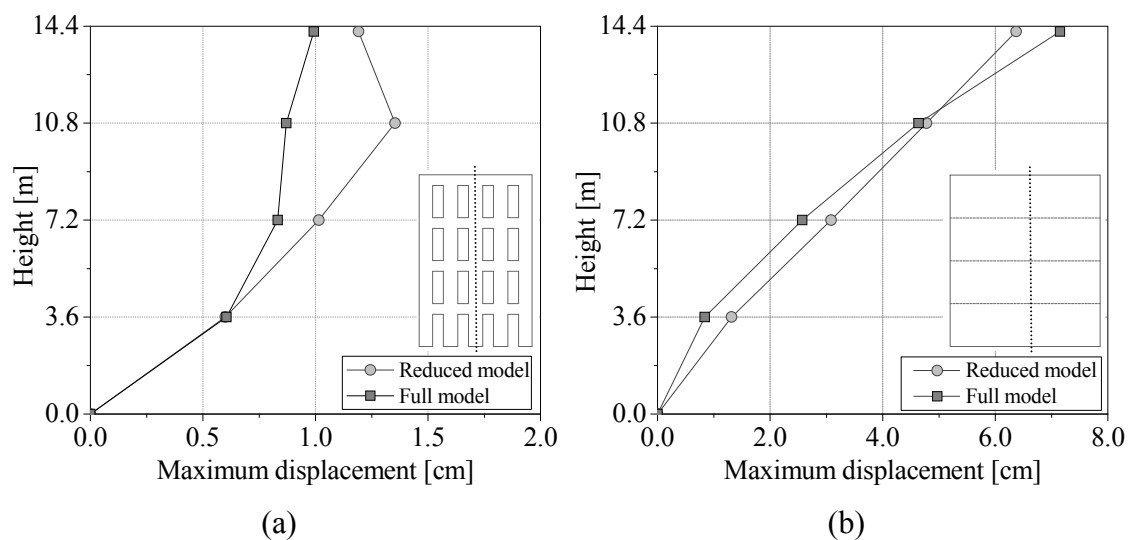 14.4
10.8
7.2
3.6
0.0
Height [m]
Reduced model
Full model
0.0 0.5 1.0 1.5 2.0
Maximum displacement [cm]
(a)
14.4
10.8
7.2
3.6
0.0
Height [m]
Reduced model
Full model
0.0 2.0 4.0 6.0 8.0
Maximum displacement [cm]
(b)